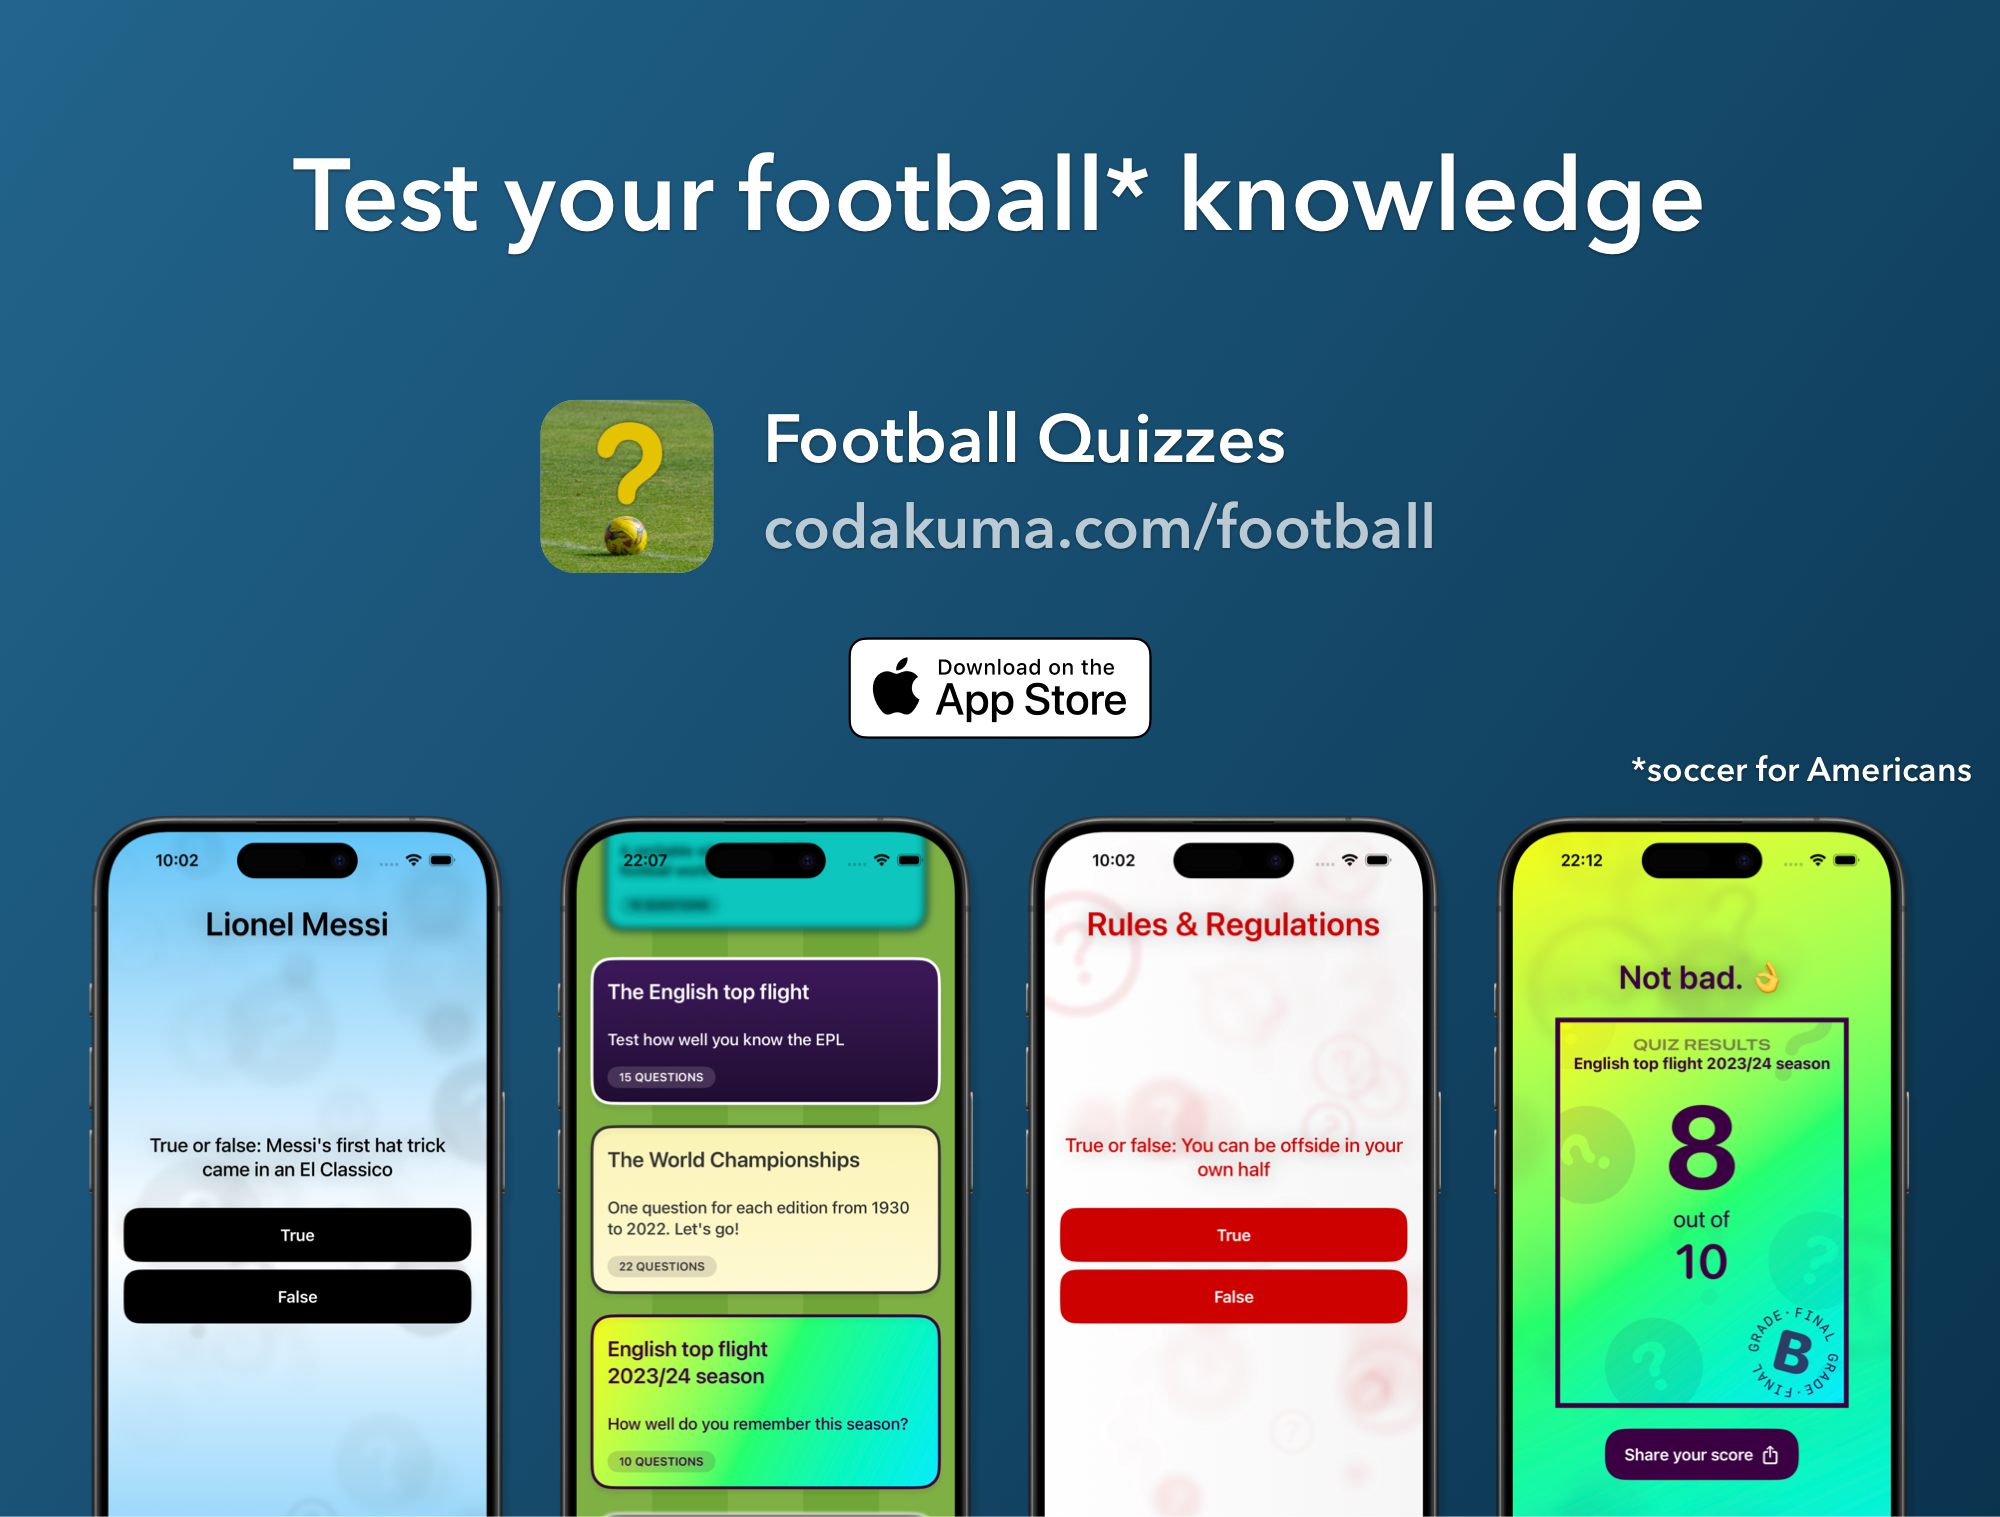 Test your football* knowledge
Football Quizzes
codakuma.com/football
Download on the
App Store
*soccer for Americans
10:02
Lionel Messi
True or false: Messi's first hat trick
came in an El Classico
True
False
22:07
The English top flight
Test how well you know the EPL
15 QUESTIONS
The World Championships
One question for each edition from 1930
to 2022. Let's go!
22 QUESTIONS
English top flight
2023/24 season
How well do you remember this season?
10 QUESTIONS
10:02
Rules & Regulations
True or false: You can be offside in your
own half
True
False
22:12
Not bad. 👌
QUIZ RESULTS
English top flight 2023/24 season
8
out of
10
B
FINAL GRADE · FINAL GRADE ·
Share your score